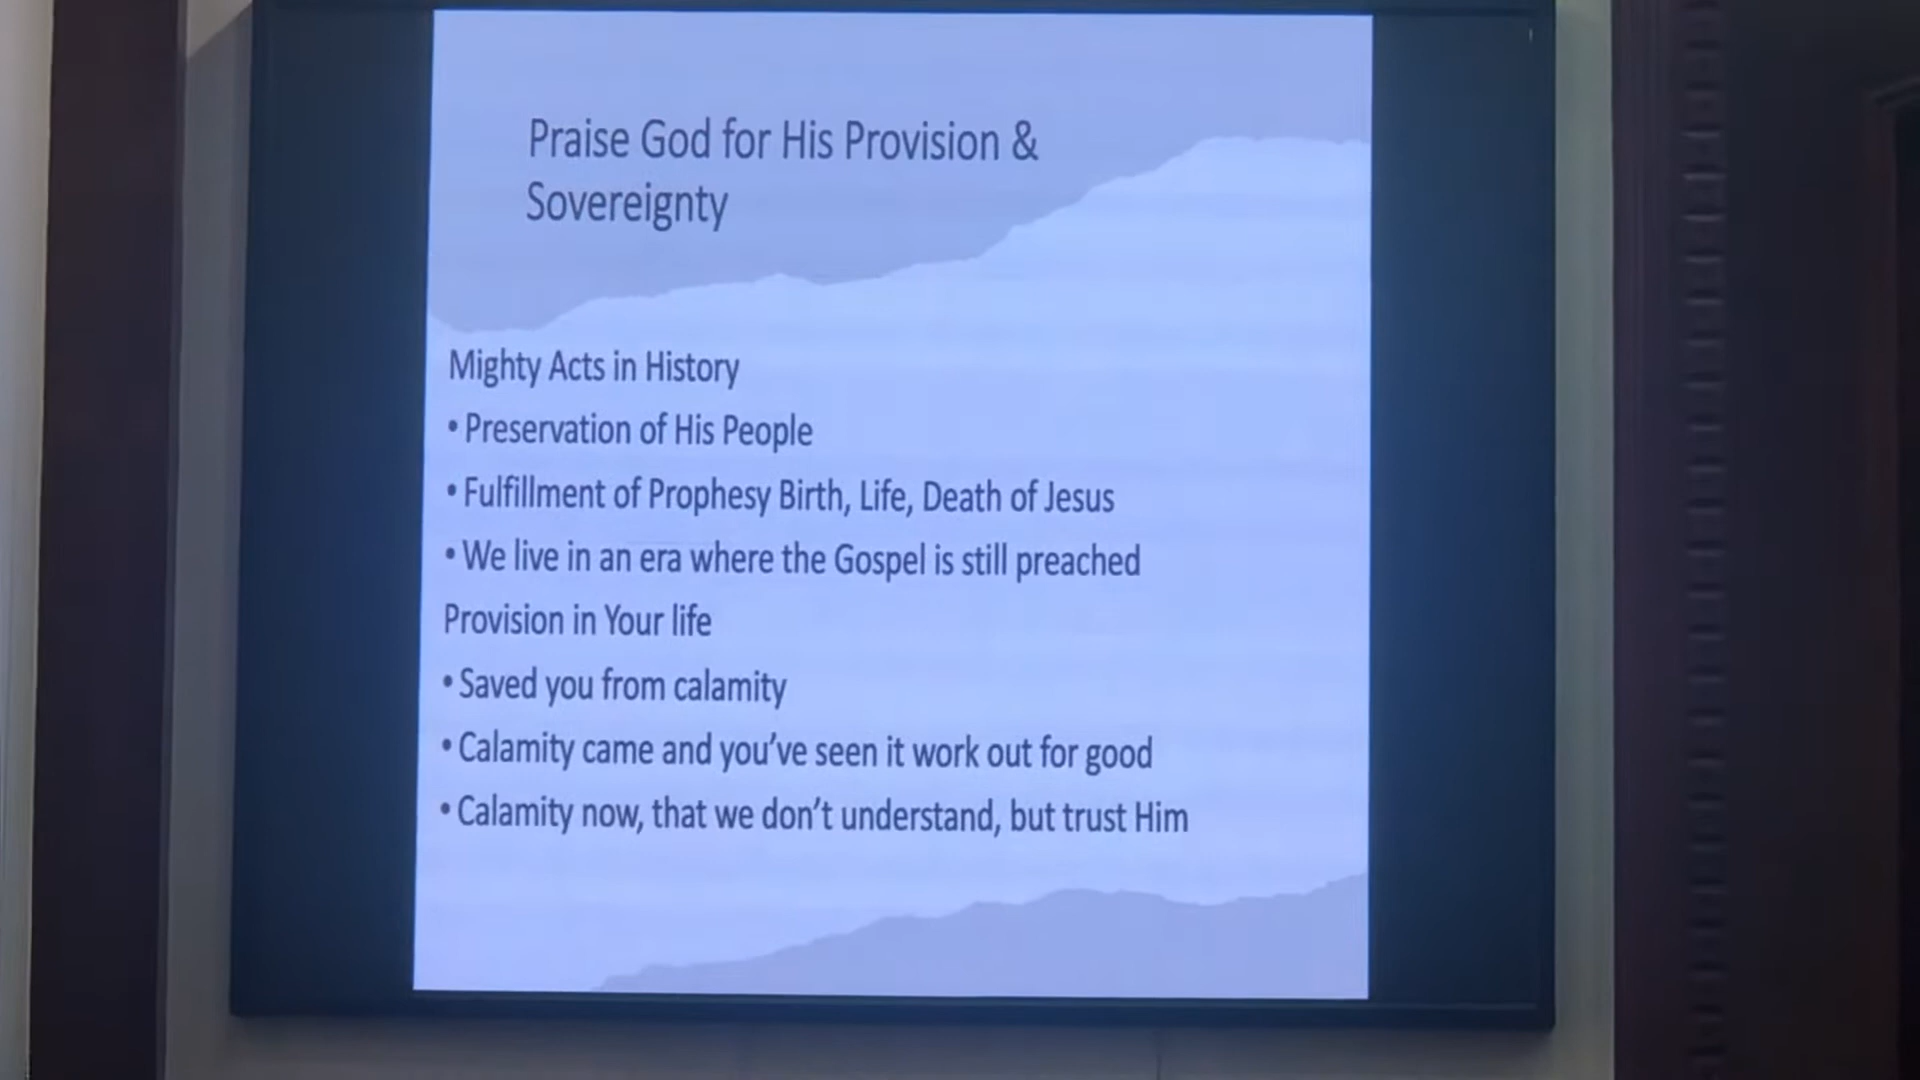 Praise God for His Provision &
Sovereignty
Mighty Acts in History
• Preservation of His People
• Fulfillment of Prophesy Birth, Life, Death of Jesus
• We live in an era where the Gospel is still preached
Provision in Your life
• Saved you from calamity
• Calamity came and you've seen it work out for good
• Calamity now, that we don't understand, but trust Him